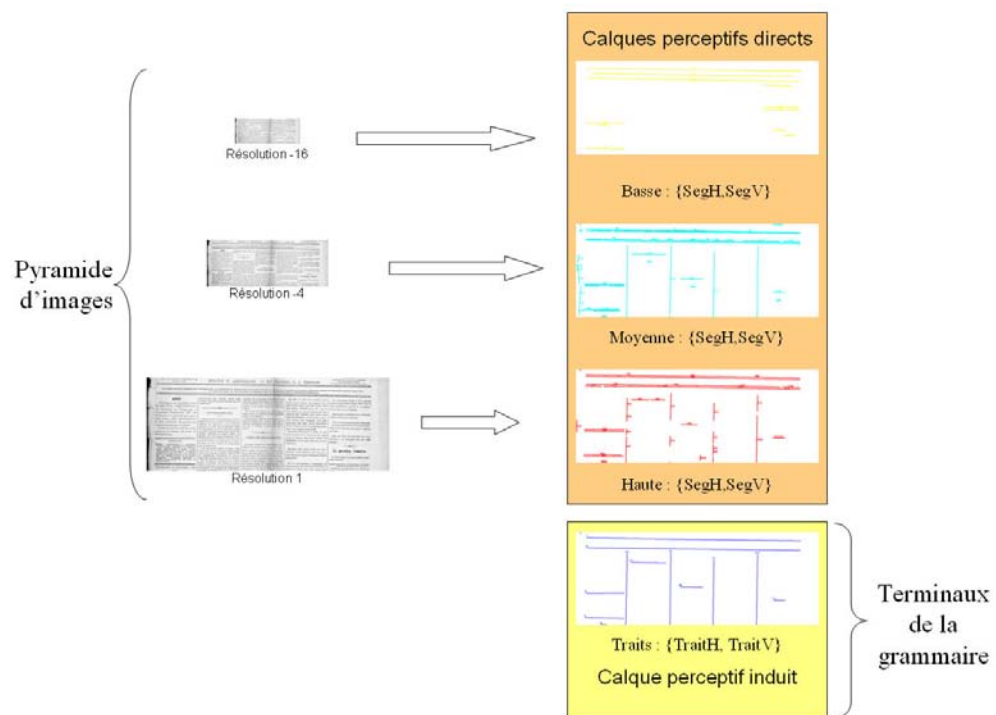 Calques perceptifs directs
Résolution -16
Basse : {SegH,SegV}
Pyramide
d'images
Résolution -4
Moyenne : {SegH,SegV}
Résolution 1
Haute : {SegH,SegV}
Traits : {TraitH, TraitV}
Calque perceptif induit
Terminaux
de la
grammaire